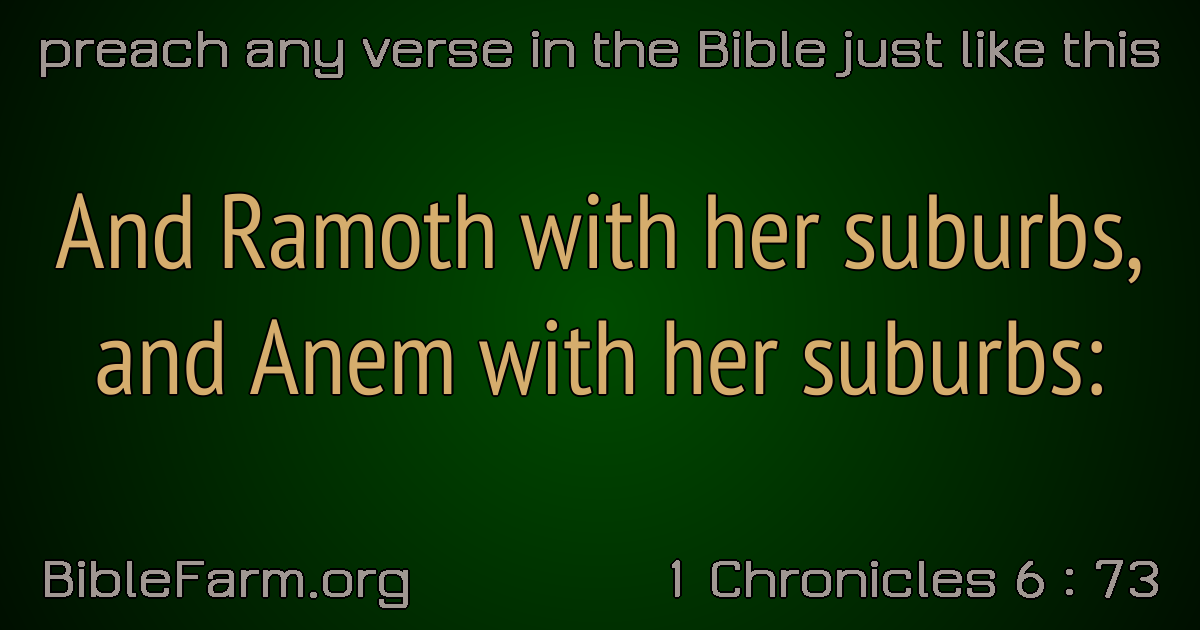 preach any verse in the Bible just like this
And Ramoth with her suburbs,
and Anem with her suburbs:
BibleFarm.org
1 Chronicles 6 : 73